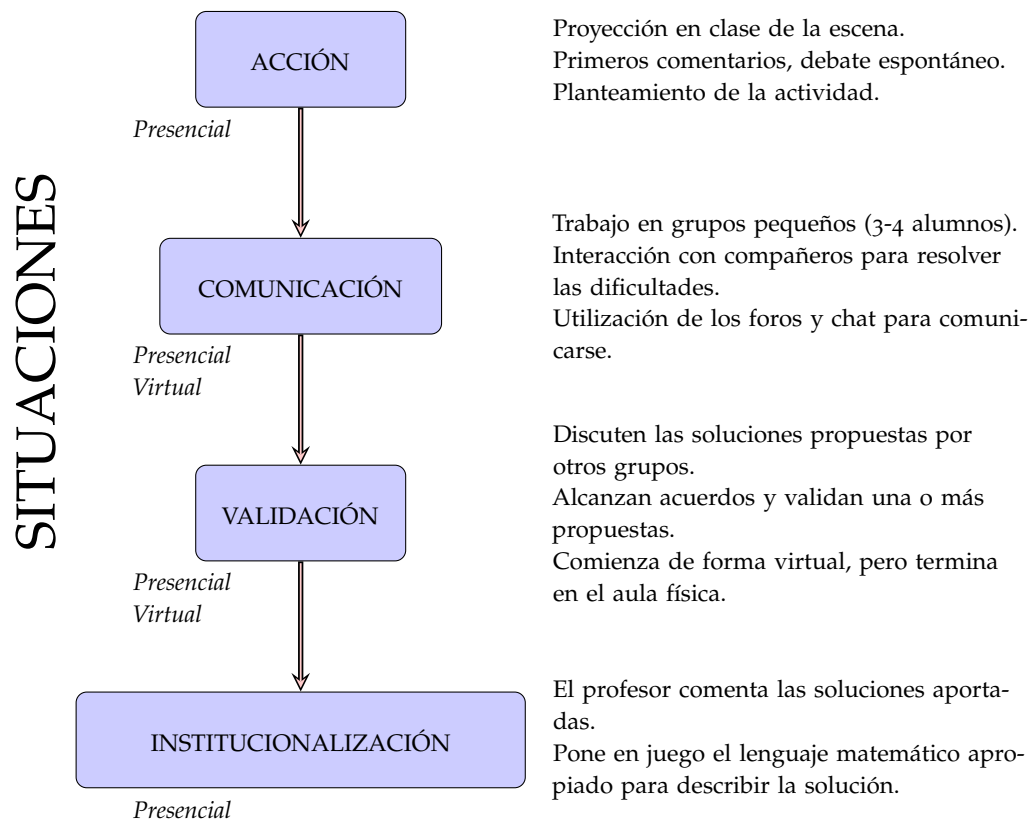 SITUACIONES
ACCIÓN
Presencial
Proyección en clase de la escena.
Primeros comentarios, debate espontáneo.
Planteamiento de la actividad.
COMUNICACIÓN
Presencial
Virtual
Trabajo en grupos pequeños (3-4 alumnos).
Interacción con compañeros para resolver
las dificultades.
Utilización de los foros y chat para comuni-
carse.
VALIDACIÓN
Presencial
Virtual
Discuten las soluciones propuestas por
otros grupos.
Alcanzan acuerdos y validan una o más
propuestas.
Comienza de forma virtual, pero termina
en el aula física.
INSTITUCIONALIZACIÓN
Presencial
El profesor comenta las soluciones aporta-
das.
Pone en juego el lenguaje matemático apro-
piado para describir la solución.